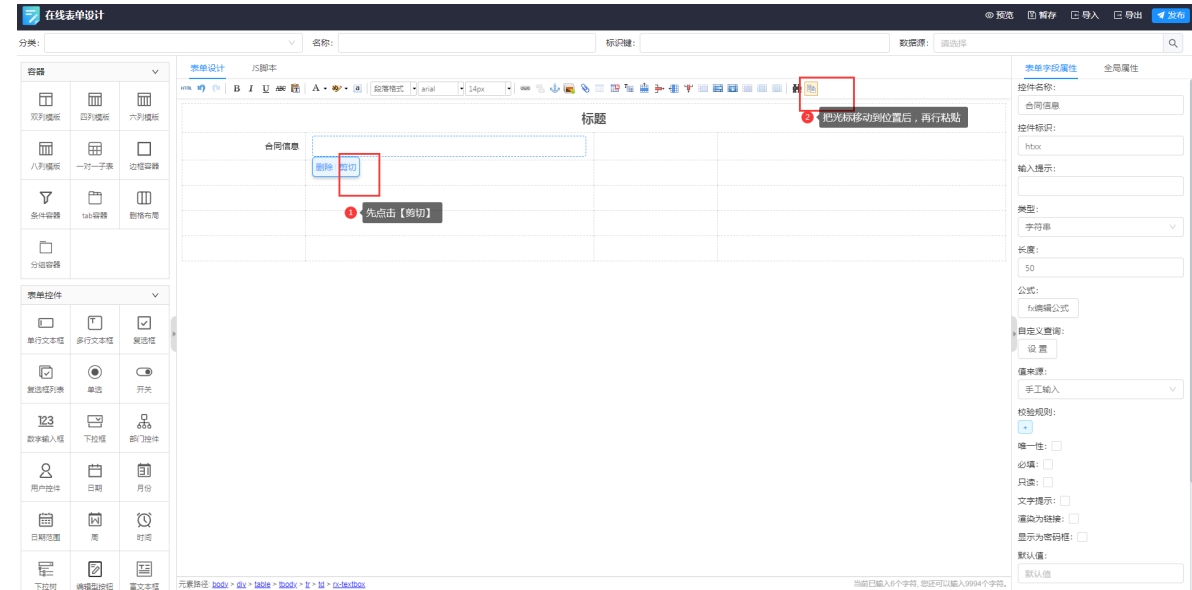 在线表单设计
预览 暂存 导入 导出 发布
分类: 名称: 标识键: 数据源: 请选择
容器
双列模版 四列模版 六列模版
八列模版 一对一子表 边框容器
条件容器 tab容器 删格布局
分组容器
表单控件
单行文本框 多行文本框 复选框
复选框列表 单选 开关
123
数字输入框 下拉框 部门控件
用户控件 日期 月份
日期范围 周 时间
下拉树 编辑型按钮 富文本框
表单设计 JS脚本
HTML B I U ABC A a 段落格式 arial 14px
标题
合同信息
删除 剪切
1 先点击【剪切】
2 把光标移动到位置后，再行粘贴
元素路径: body > div > table > tbody > tr > td > rx-textbox
当前已输入6个字符, 您还可以输入9994个字符。
表单字段属性 全局属性
控件名称:
合同信息
控件标识:
htxx
输入提示:
类型:
字符串
长度:
50
公式:
fx编辑公式
自定义查询:
设 置
值来源:
手工输入
校验规则:
唯一性:
必填:
只读:
文字提示:
渲染为链接:
显示为密码框:
默认值:
默认值